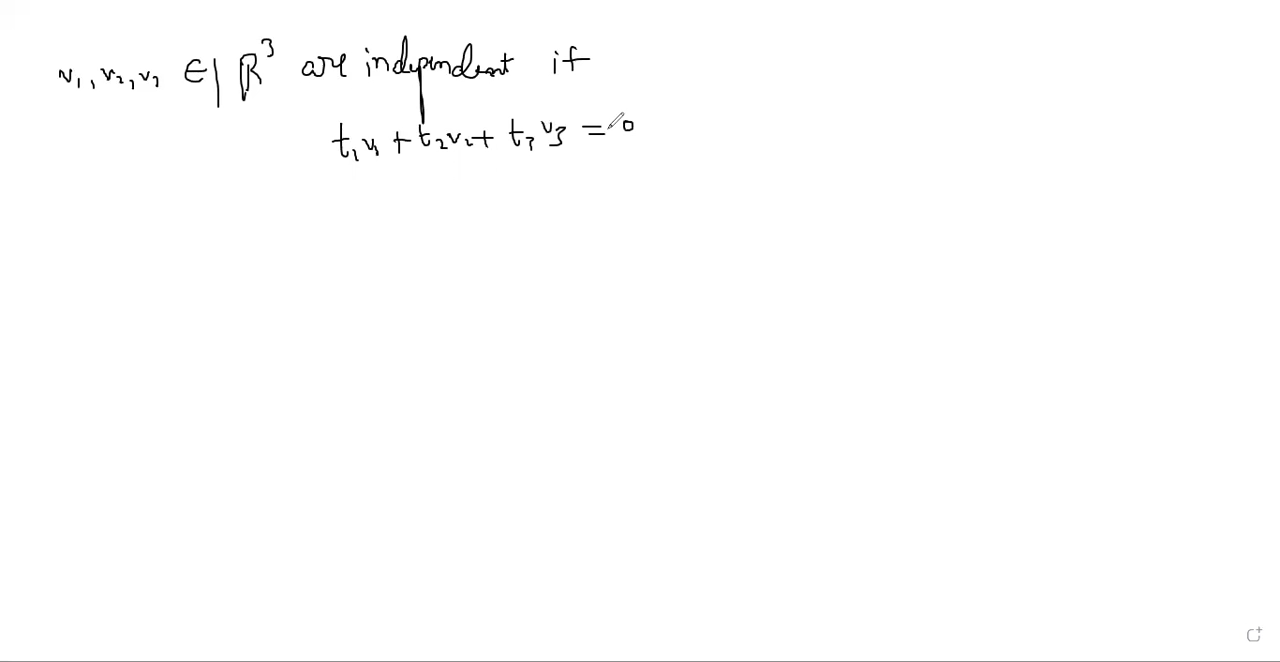 v₁, v₂, v₃ ∈ ℝ³ are independent if
t₁v₁ + t₂v₂ + t₃v₃ = 0